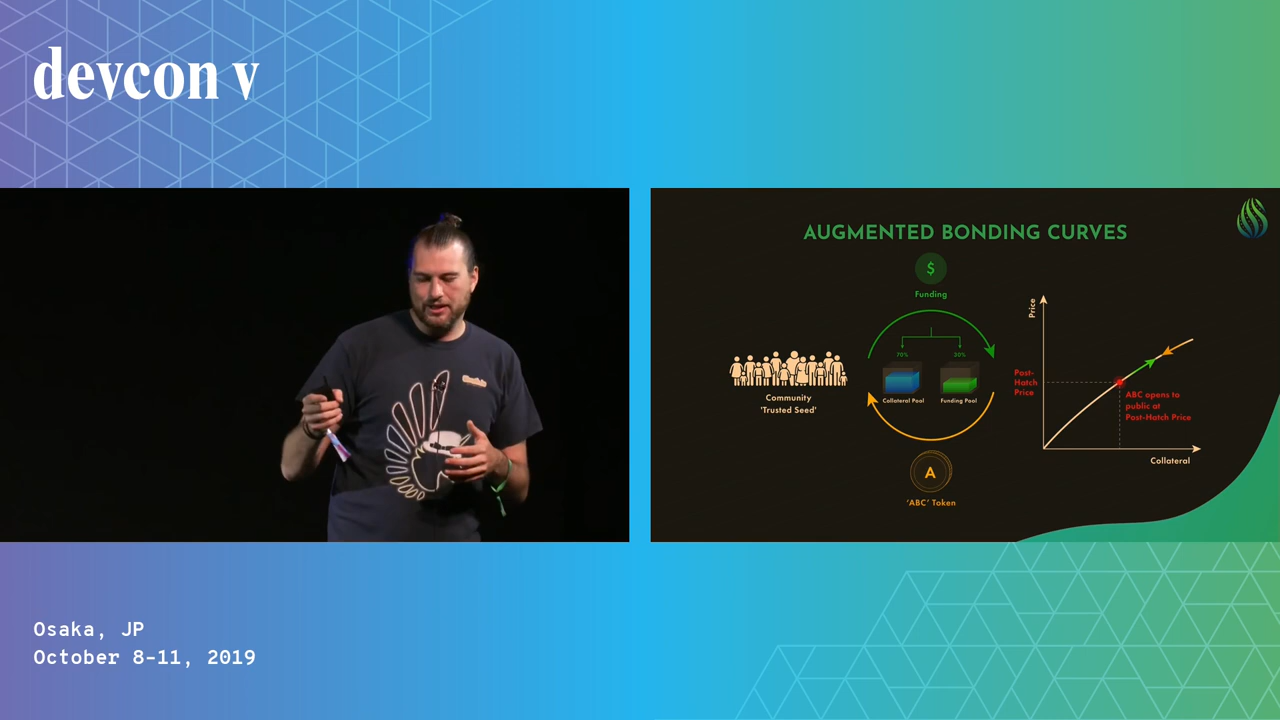 devcon v
AUGMENTED BONDING CURVES
$
Funding
70%
30%
Collateral Pool
Funding Pool
Community
'Trusted Seed'
A
'ABC' Token
Price
Post-
Hatch
Price
ABC opens to
public at
Post-Hatch Price
Collateral
Osaka, JP
October 8-11, 2019